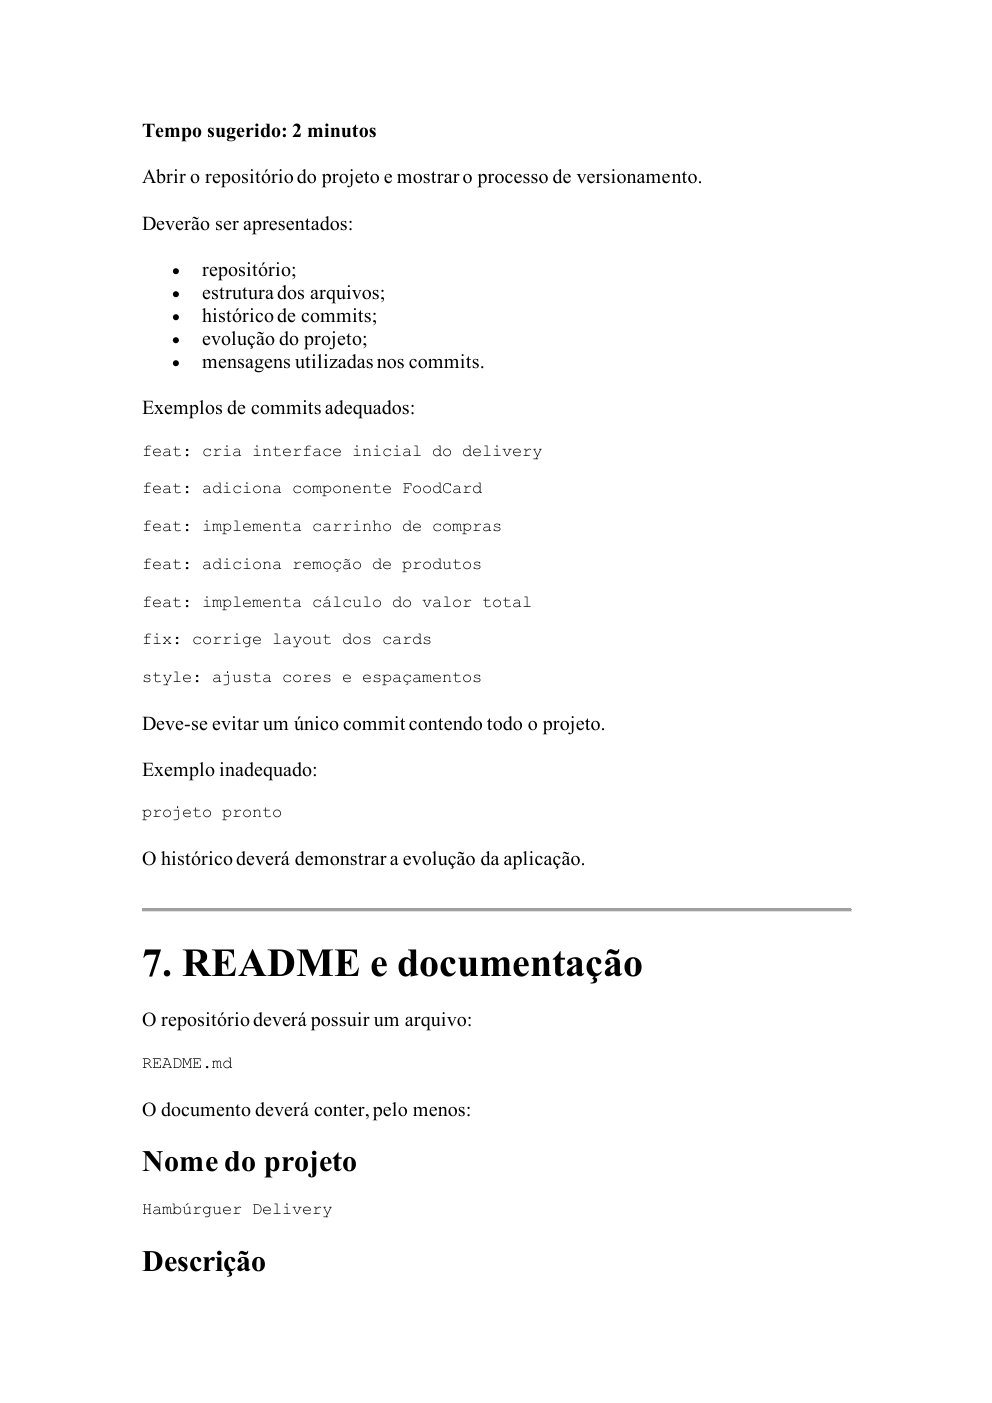 Tempo sugerido: 2 minutos
Abrir o repositório do projeto e mostrar o processo de versionamento.
Deverão ser apresentados:
• repositório;
• estrutura dos arquivos;
• histórico de commits;
• evolução do projeto;
• mensagens utilizadas nos commits.
Exemplos de commits adequados:
feat: cria interface inicial do delivery
feat: adiciona componente FoodCard
feat: implementa carrinho de compras
feat: adiciona remoção de produtos
feat: implementa cálculo do valor total
fix: corrige layout dos cards
style: ajusta cores e espaçamentos
Deve-se evitar um único commit contendo todo o projeto.
Exemplo inadequado:
projeto pronto
O histórico deverá demonstrar a evolução da aplicação.
7. README e documentação
O repositório deverá possuir um arquivo:
README.md
O documento deverá conter, pelo menos:
Nome do projeto
Hambúrguer Delivery
Descrição